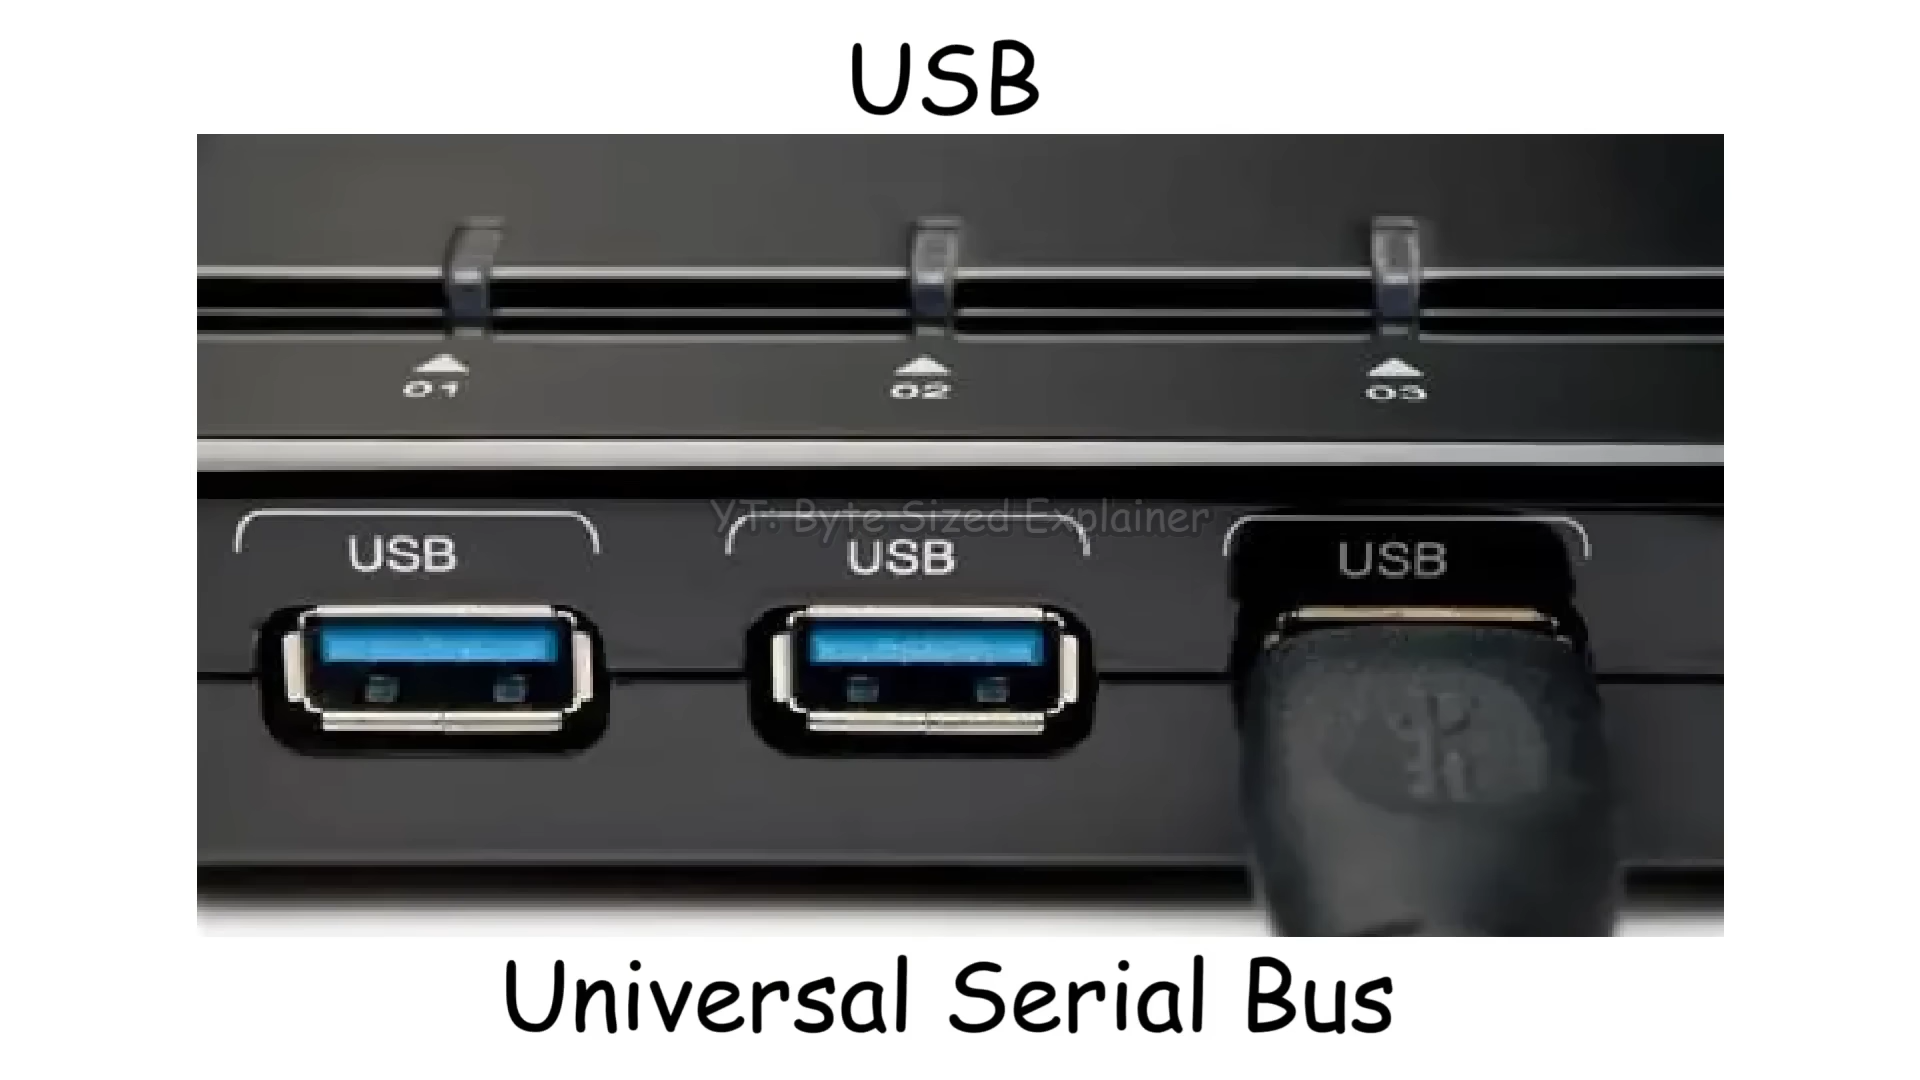 USB
01 02 03
YT: Byte Sized Explainer
USB USB USB
Universal Serial Bus